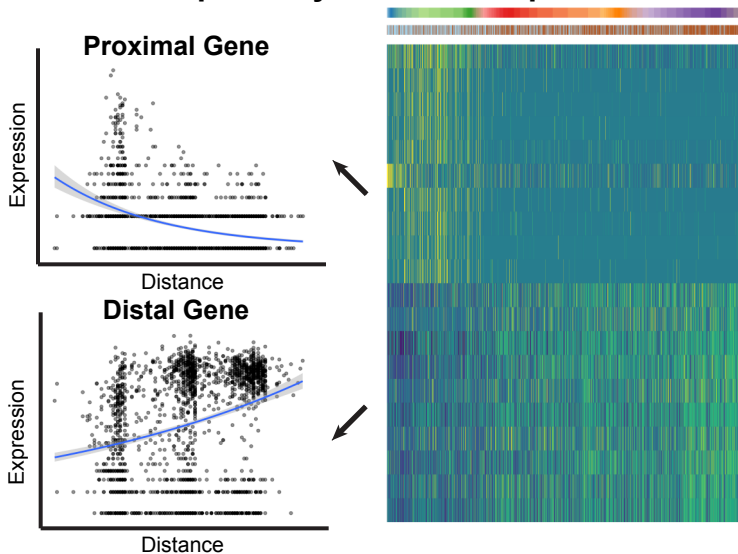 Proximal Gene
Expression
Distance
Distal Gene
Expression
Distance